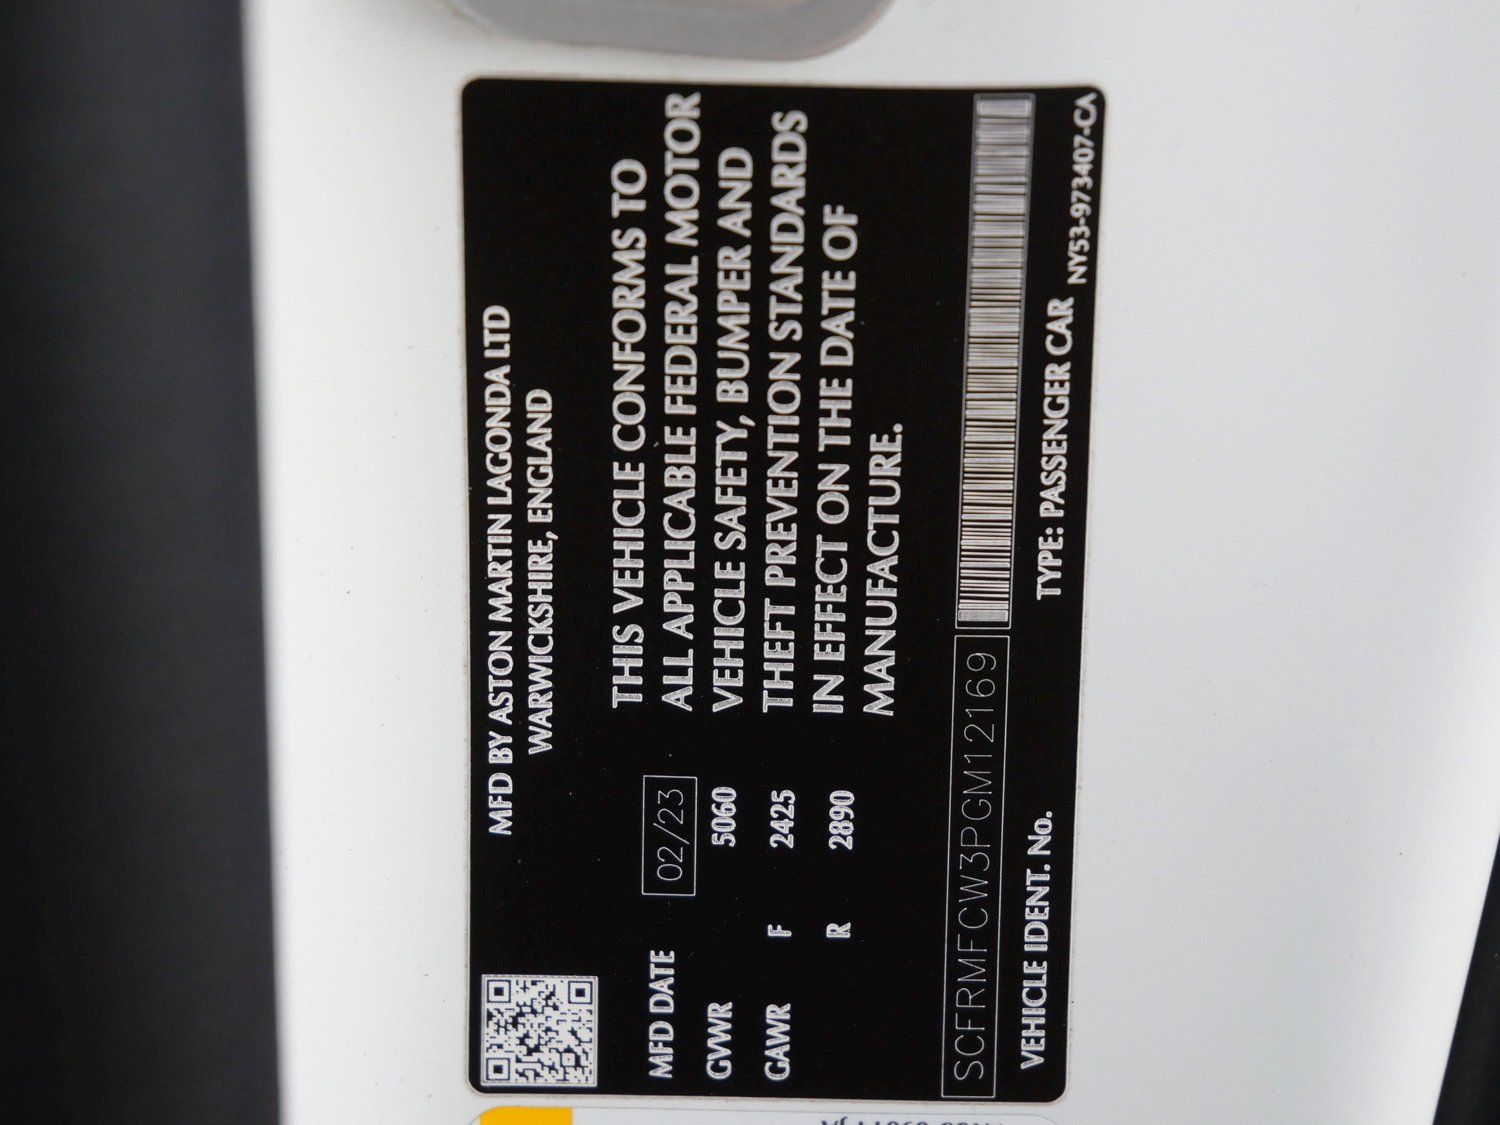 MFD BY ASTON MARTIN LAGONDA LTD
WARWICKSHIRE, ENGLAND
MFD DATE 02/23
GVWR 5060
GAWR F 2425
R 2890
THIS VEHICLE CONFORMS TO
ALL APPLICABLE FEDERAL MOTOR
VEHICLE SAFETY, BUMPER AND
THEFT PREVENTION STANDARDS
IN EFFECT ON THE DATE OF
MANUFACTURE.
SCFRMFCW3PGM12169
VEHICLE IDENT. No. TYPE: PASSENGER CAR NY53-973407-CA